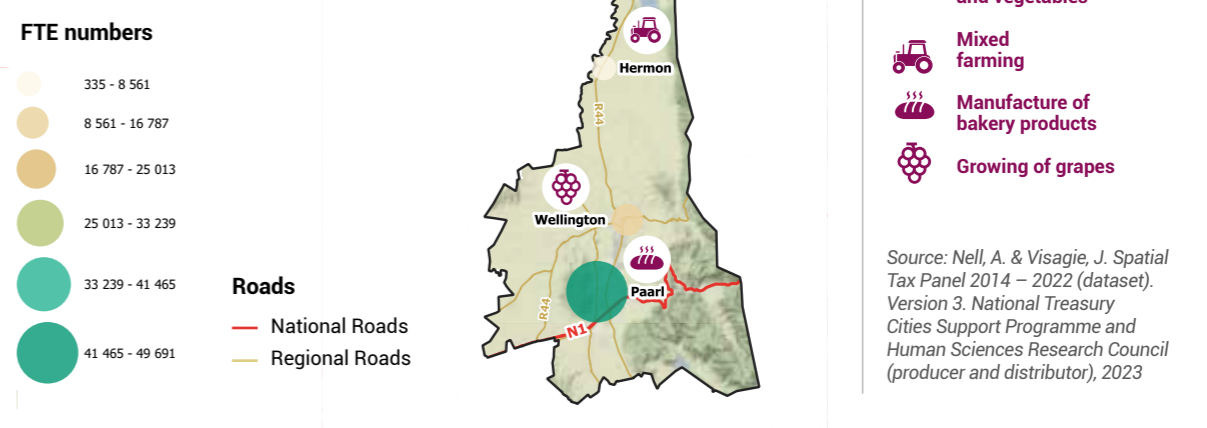 FTE numbers
335 - 8 561
8 561 - 16 787
16 787 - 25 013
25 013 - 33 239
33 239 - 41 465
41 465 - 49 691
Roads
National Roads
Regional Roads
Hermon
R44
Wellington
Paarl
R44
N1
and vegetables
Mixed
farming
Manufacture of
bakery products
Growing of grapes
Source: Nell, A. & Visagie, J. Spatial
Tax Panel 2014 – 2022 (dataset).
Version 3. National Treasury
Cities Support Programme and
Human Sciences Research Council
(producer and distributor), 2023